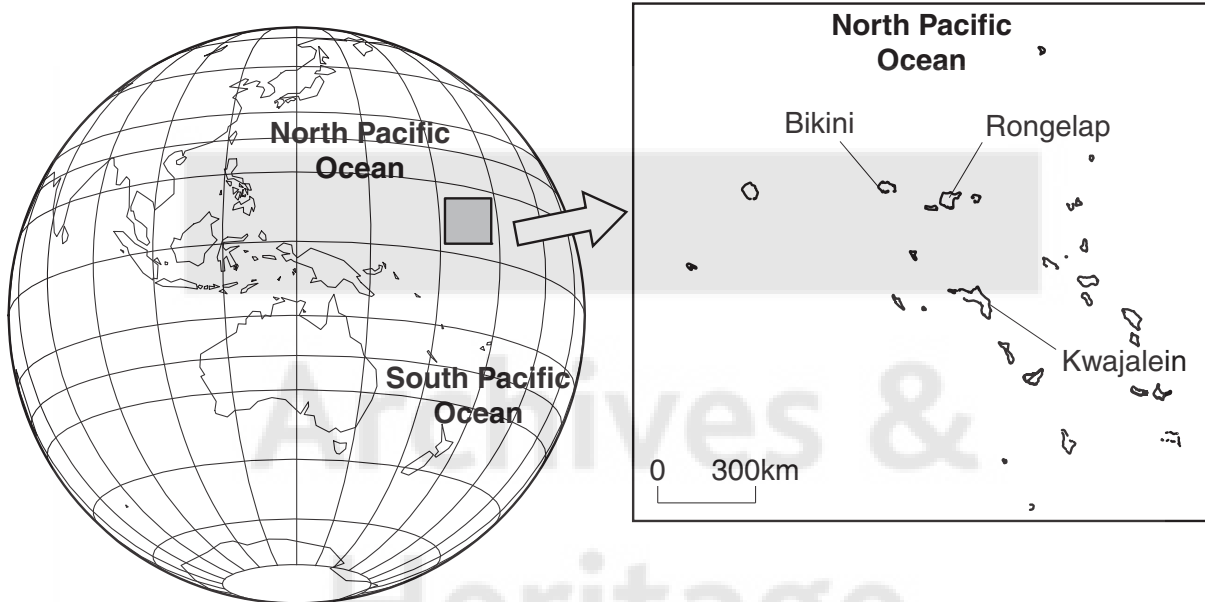 North Pacific
Ocean
South Pacific
Ocean
North Pacific
Ocean
Bikini
Rongelap
Kwajalein
0 300km
Archives &
Heritage